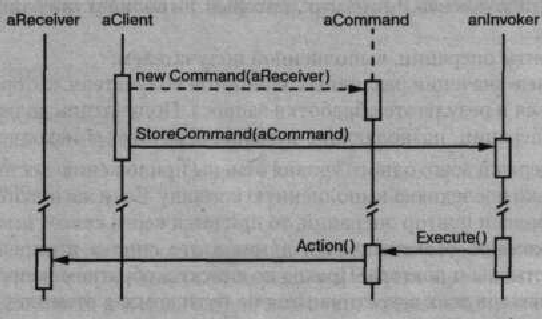 aReceiver aClient aCommand anInvoker
new Command(aReceiver)
StoreCommand(aCommand)
Execute()
Action()